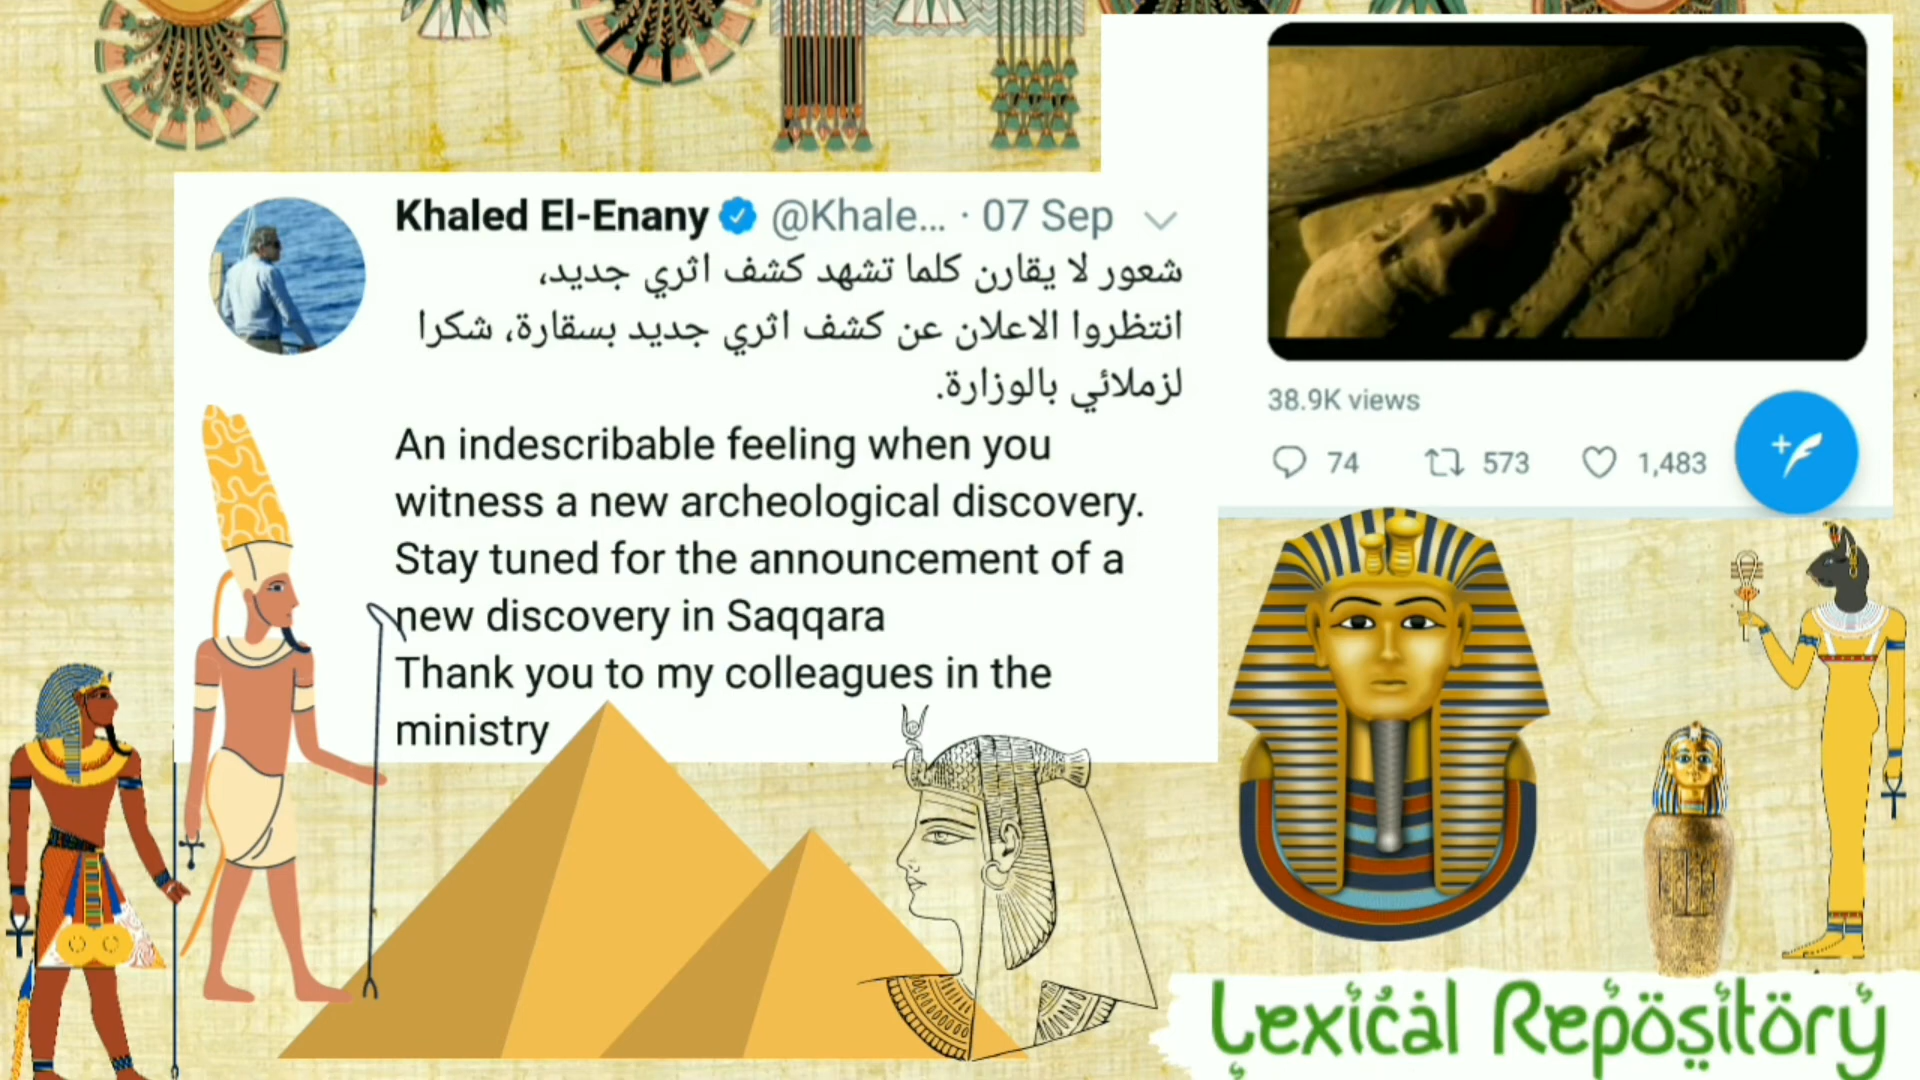 Khaled El-Enany @Khale... · 07 Sep
شعور لا يقارن كلما تشهد كشف اثري جديد،
انتظروا الاعلان عن كشف اثري جديد بسقارة، شكرا
لزملائي بالوزارة.
An indescribable feeling when you
witness a new archeological discovery.
Stay tuned for the announcement of a
new discovery in Saqqara
Thank you to my colleagues in the
ministry
38.9K views
74 573 1,483
Lexical Repository